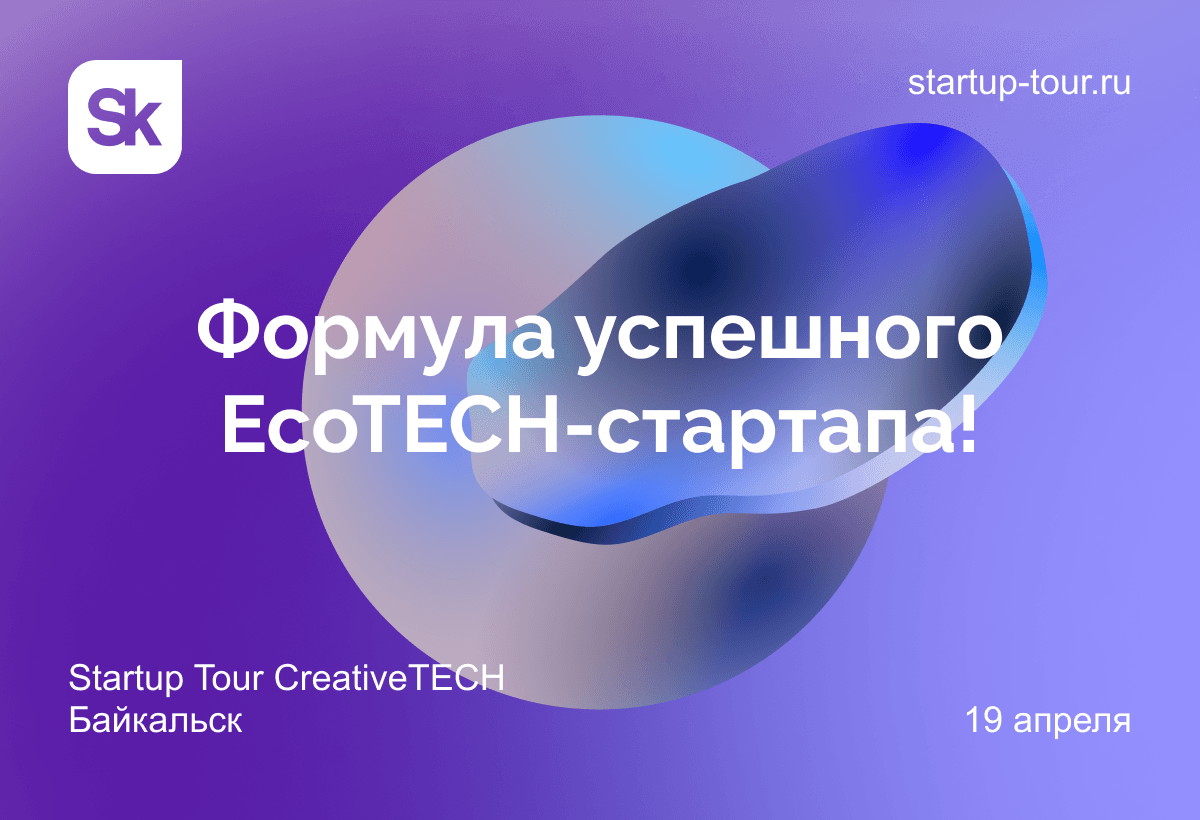 Sk
startup-tour.ru
Формула успешного
EcoTECH-стартапа!
Startup Tour CreativeTECH
Байкальск
19 апреля